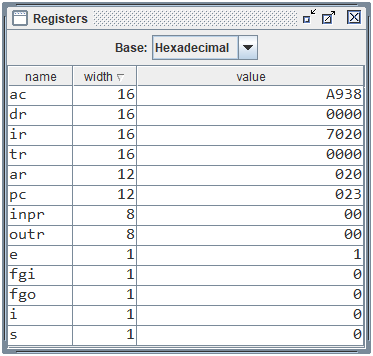 Registers
Base: Hexadecimal
name width value
ac 16 A938
dr 16 0000
ir 16 7020
tr 16 0000
ar 12 020
pc 12 023
inpr 8 00
outr 8 00
e 1 1
fgi 1 0
fgo 1 0
i 1 0
s 1 0